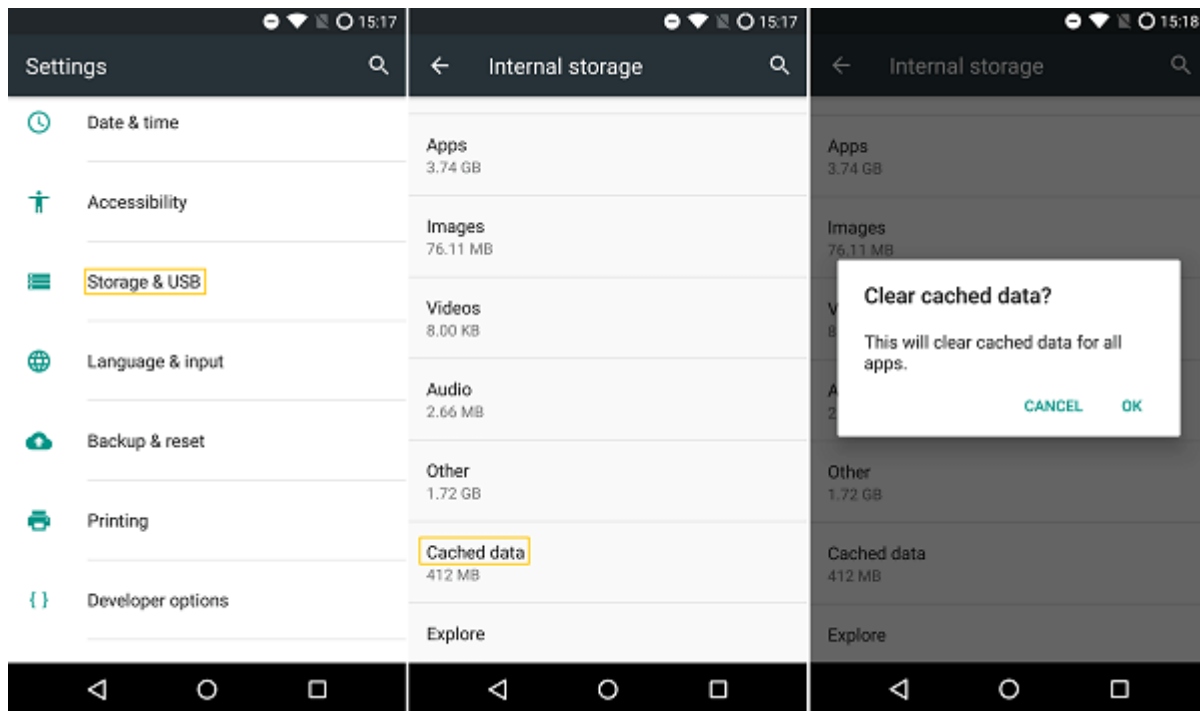 15:17
Settings
Date & time
Accessibility
Storage & USB
Language & input
Backup & reset
Printing
{ } Developer options
15:17
Internal storage
Apps
3.74 GB
Images
76.11 MB
Videos
8.00 KB
Audio
2.66 MB
Other
1.72 GB
Cached data
412 MB
Explore
15:18
Internal storage
Apps
3.74 GB
Images
76.11 MB
V
8
Clear cached data?
This will clear cached data for all
apps.
CANCEL OK
A
2
Other
1.72 GB
Cached data
412 MB
Explore